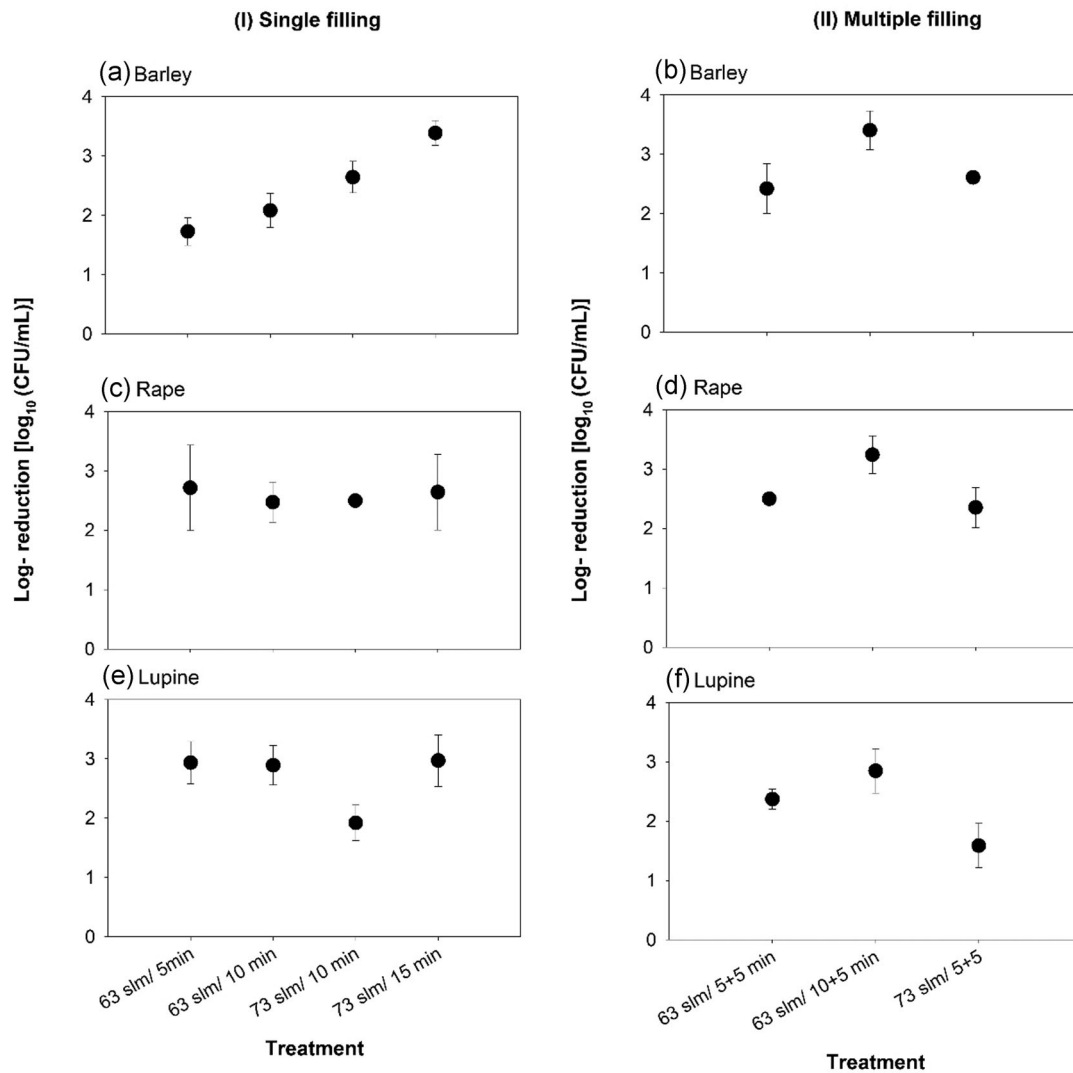 (I) Single filling
(II) Multiple filling
(a) Barley
4
3
2
1
0
(b) Barley
4
3
2
1
0
(c) Rape
4
3
2
1
0
(d) Rape
4
3
2
1
0
(e) Lupine
4
3
2
1
0
(f) Lupine
4
3
2
1
0
Log- reduction [log₁₀ (CFU/mL)]
Log- reduction [log₁₀ (CFU/mL)]
63 slm/ 5min
63 slm/ 10 min
73 slm/ 10 min
73 slm/ 15 min
Treatment
63 slm/ 5+5 min
63 slm/ 10+5 min
73 slm/ 5+5
Treatment